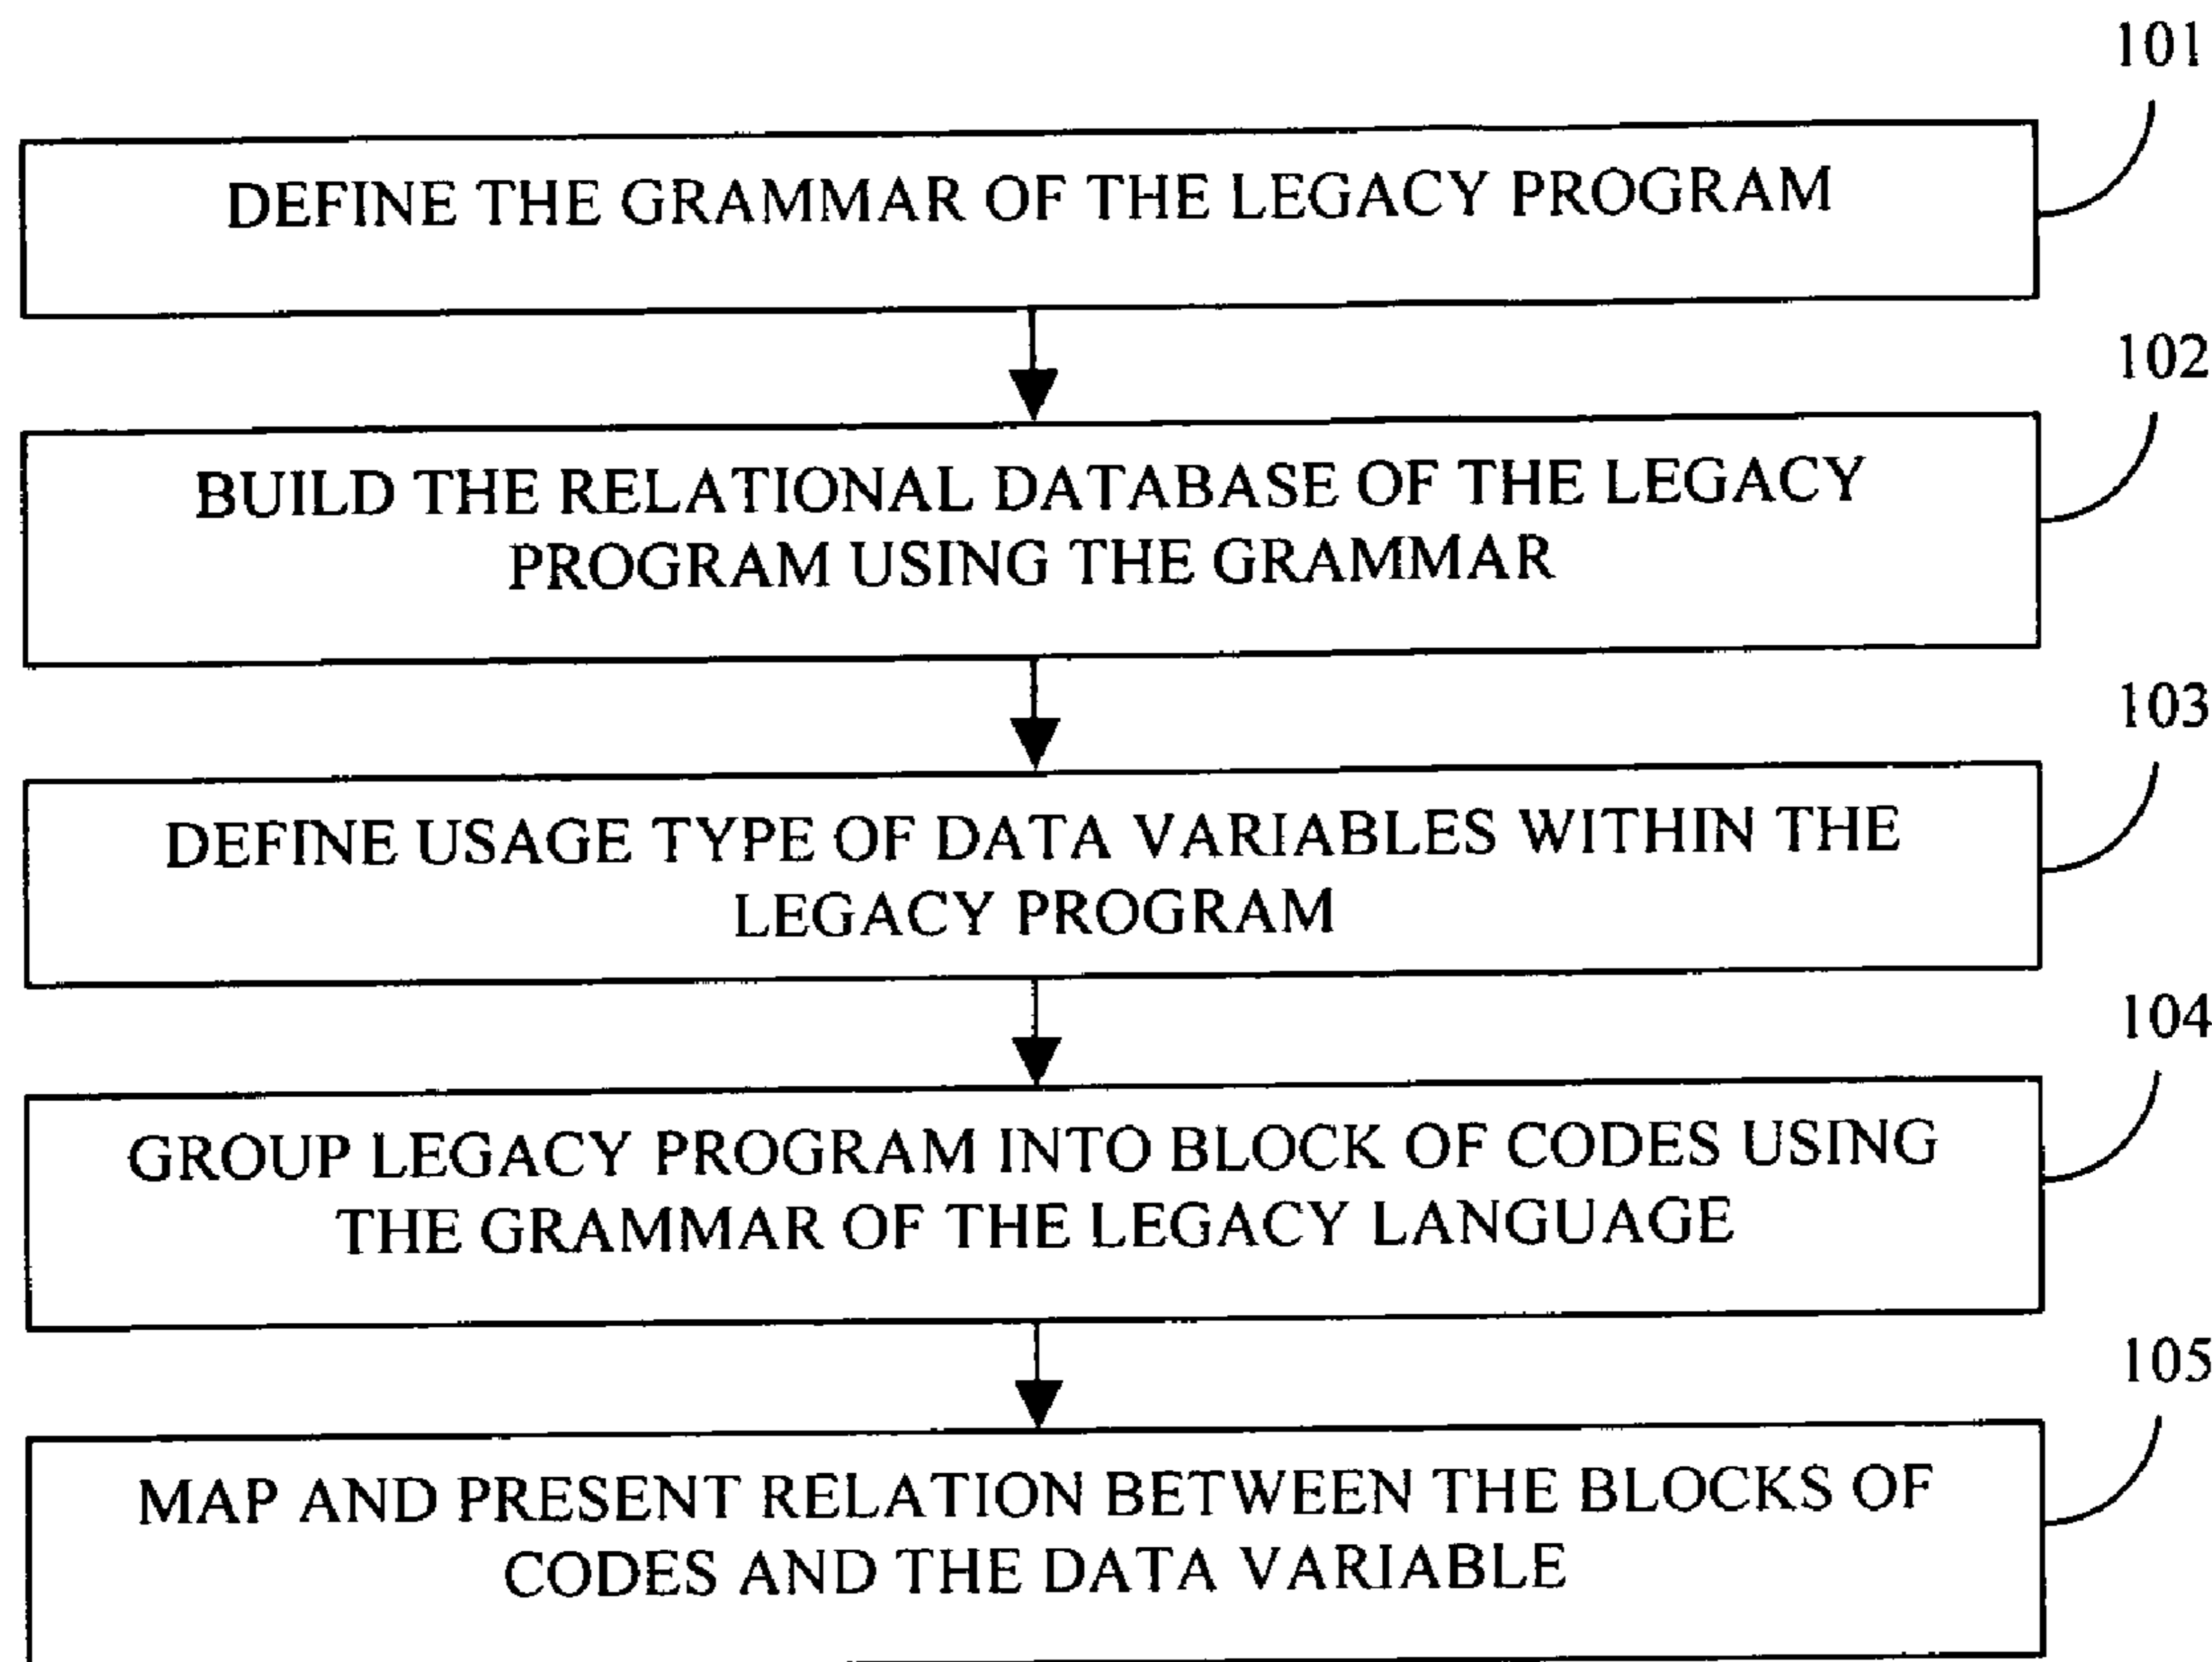 101
DEFINE THE GRAMMAR OF THE LEGACY PROGRAM
102
BUILD THE RELATIONAL DATABASE OF THE LEGACY
PROGRAM USING THE GRAMMAR
103
DEFINE USAGE TYPE OF DATA VARIABLES WITHIN THE
LEGACY PROGRAM
104
GROUP LEGACY PROGRAM INTO BLOCK OF CODES USING
THE GRAMMAR OF THE LEGACY LANGUAGE
105
MAP AND PRESENT RELATION BETWEEN THE BLOCKS OF
CODES AND THE DATA VARIABLE